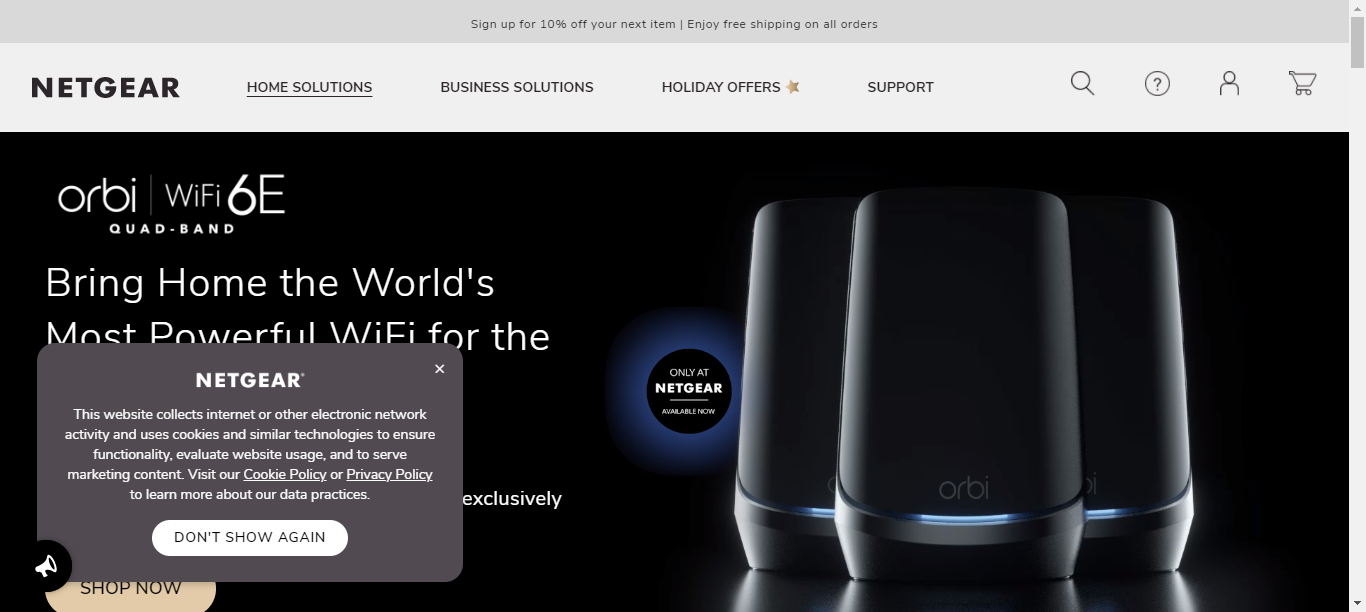 Sign up for 10% off your next item | Enjoy free shipping on all orders
NETGEAR
HOME SOLUTIONS
BUSINESS SOLUTIONS
HOLIDAY OFFERS
SUPPORT
orbi | WiFi 6E
QUAD-BAND
Bring Home the World's
Most Powerful WiFi for the
ONLY AT
NETGEAR
AVAILABLE NOW
NETGEAR
×
This website collects internet or other electronic network
activity and uses cookies and similar technologies to ensure
functionality, evaluate website usage, and to serve
marketing content. Visit our Cookie Policy or Privacy Policy
to learn more about our data practices.
DON'T SHOW AGAIN
exclusively
orbi
SHOP NOW